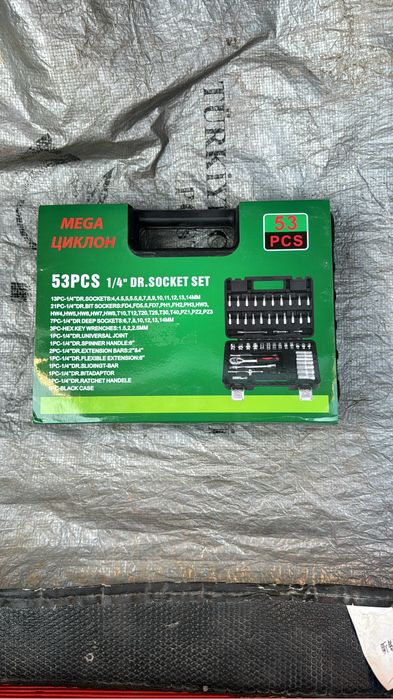 TÜRKİY
MEGA
ЦИКЛОН
53
PCS
53PCS 1/4" DR.SOCKET SET
13PC-1/4"DR.SOCKETS:4,4.5,5,5.5,6,7,8,9,10,11,12,13,14MM
21PC-1/4"DR.BIT SOCKERS:FD4,FD5.5,FD7,PH1,PH2,PH3,HW3,
HW4,HW5,HW6,HW7,HW8,T10,T12,T20,T25,T30,T40,PZ1,PZ2,PZ3
7PC-1/4"DR.DEEP SOCKETS:6,7,8,10,12,13,14MM
3PC-HEX KEY WRENCHES:1.5,2,2.5MM
1PC-1/4"DR.UNIVERSAL JOINT
1PC-1/4"DR.SPINNER HANDLE:6"
2PC-1/4"DR.EXTENSION BARS:2"&4"
1PC-1/4"DR.FLEXIBLE EXTENSION:6"
1PC-1/4"DR.SLIOINGT-BAR
1PC-1/4"DR.BITADAPTOR
1PC-1/4"DR.RATCHET HANDELE
1PC-BLACK CASE